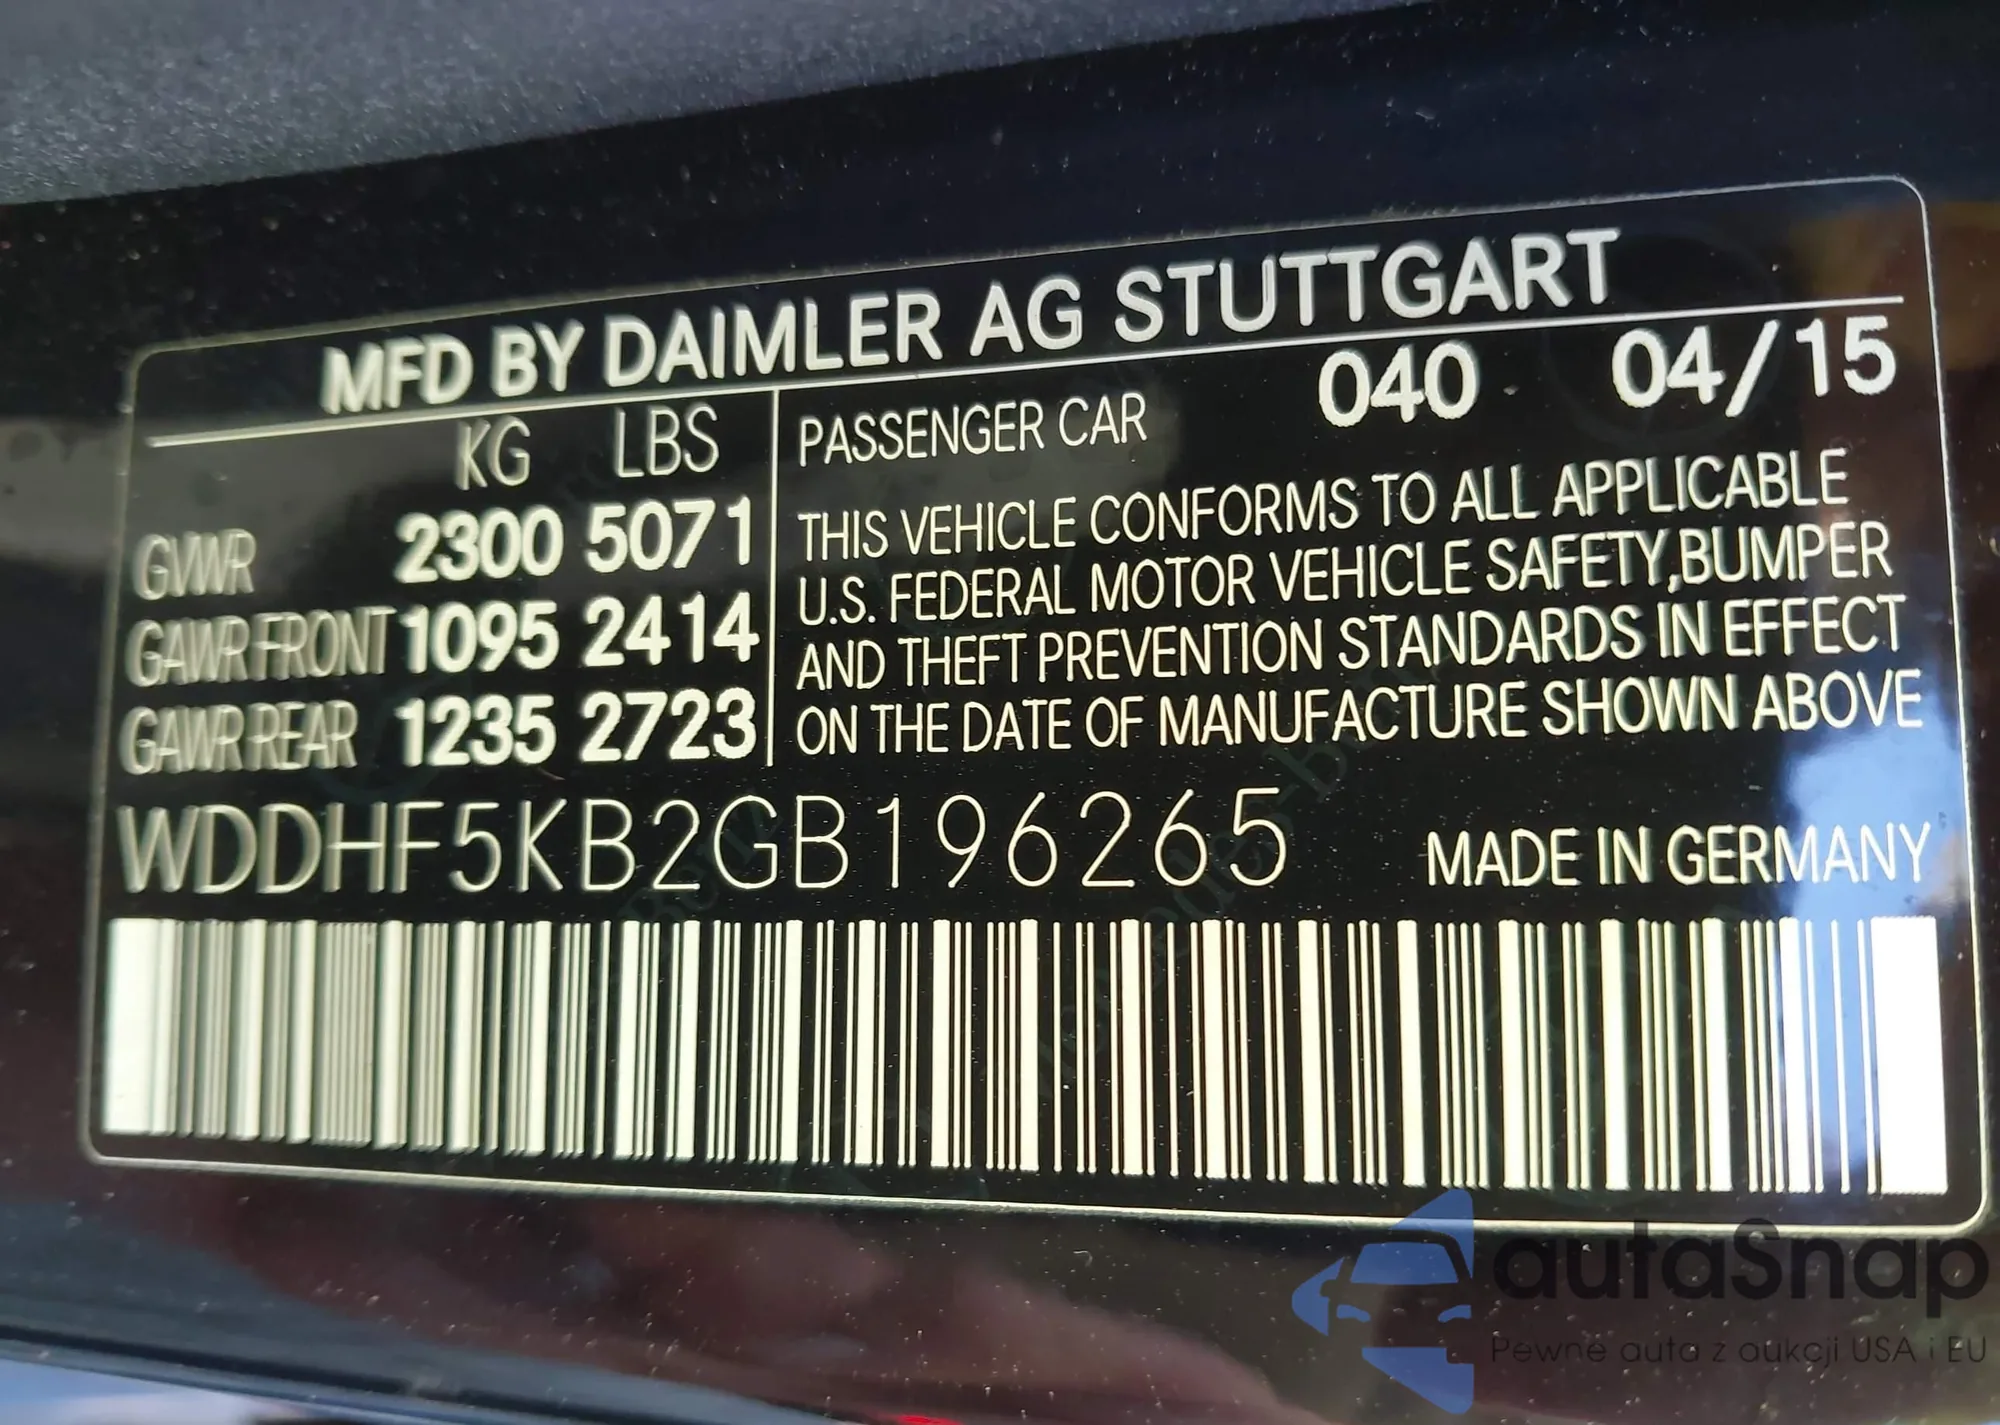 MFD BY DAIMLER AG STUTTGART
KG LBS
GVWR 2300 5071
GAWR FRONT 1095 2414
GAWR REAR 1235 2723
PASSENGER CAR 040 04/15
THIS VEHICLE CONFORMS TO ALL APPLICABLE
U.S. FEDERAL MOTOR VEHICLE SAFETY,BUMPER
AND THEFT PREVENTION STANDARDS IN EFFECT
ON THE DATE OF MANUFACTURE SHOWN ABOVE
WDDHF5KB2GB196265 MADE IN GERMANY
autaSnap
Pewne auta z aukcji USA i EU